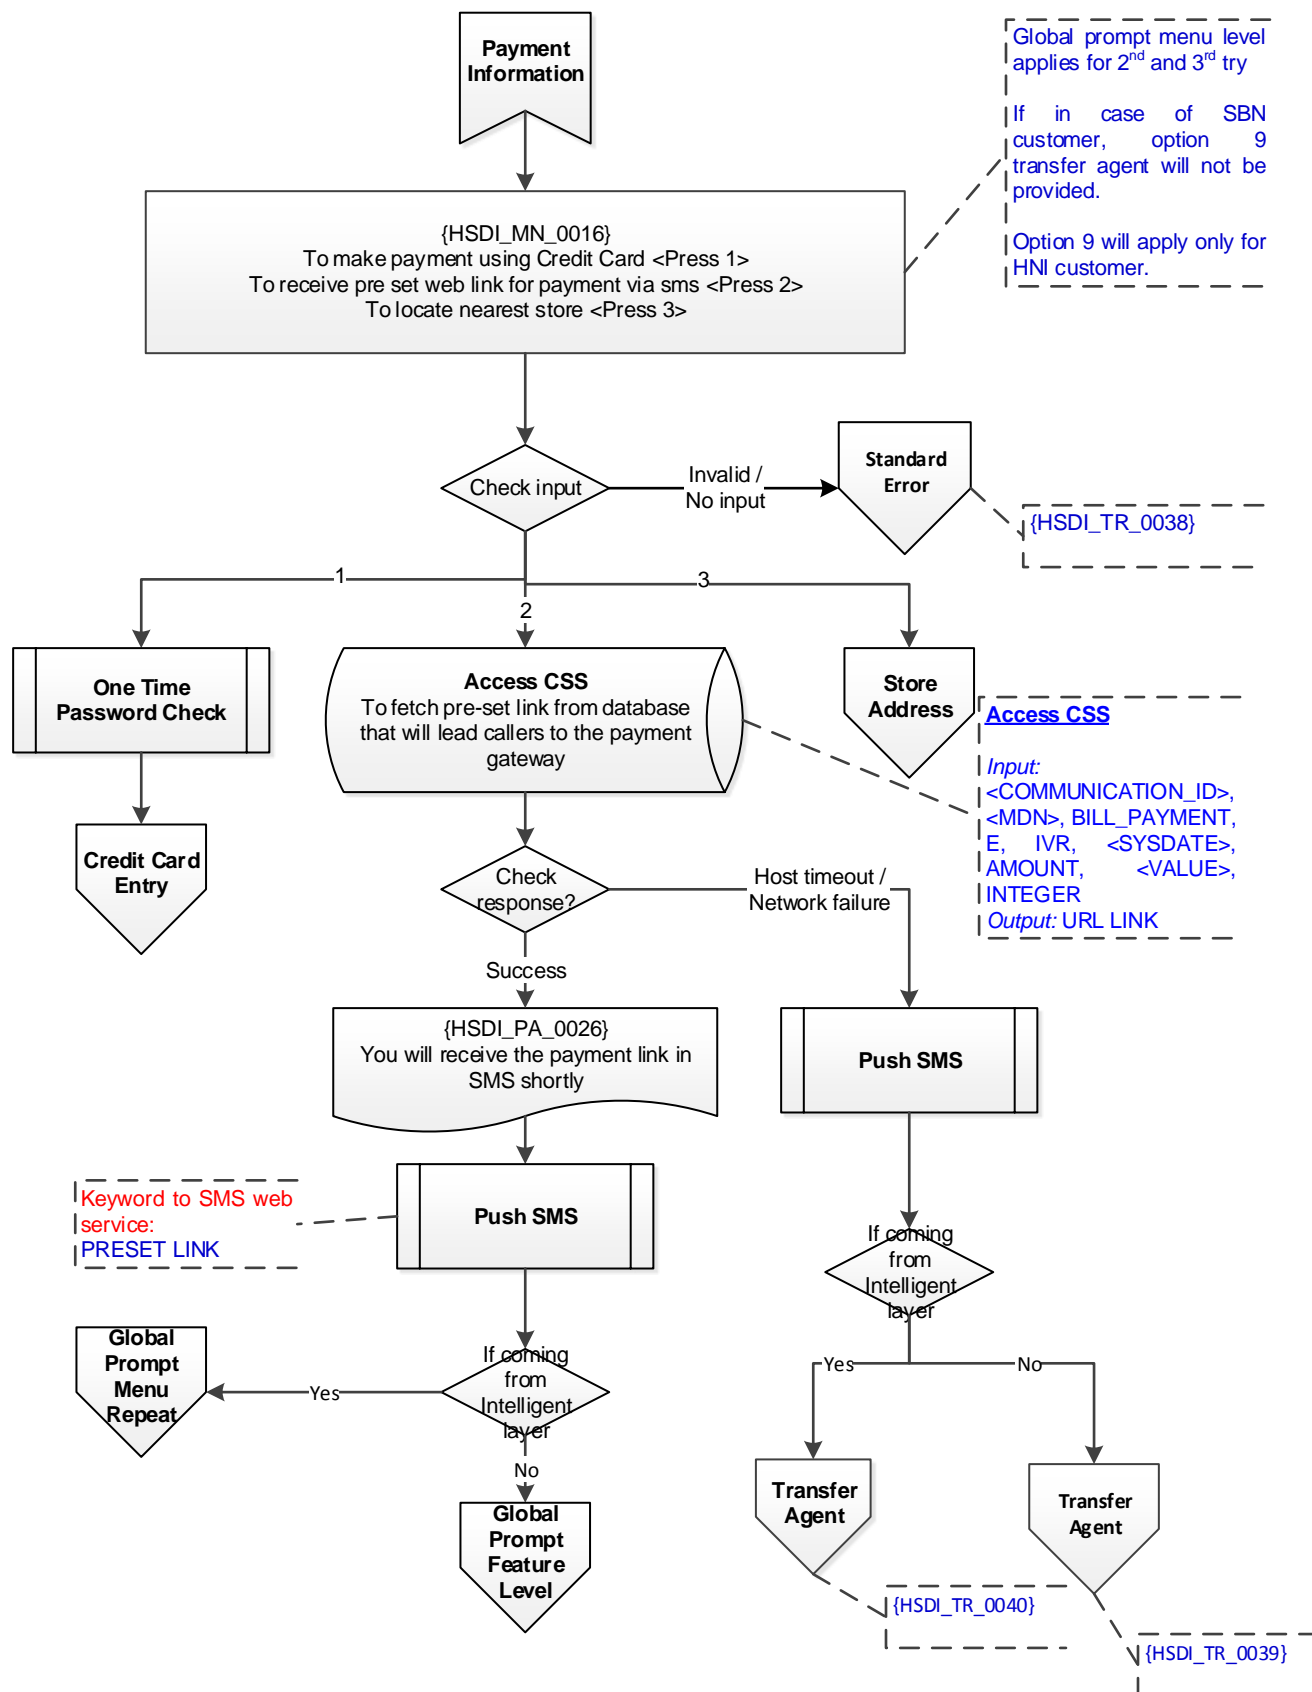 Payment
Information
Global prompt menu level
applies for 2nd and 3rd try
If in case of SBN
customer, option 9
transfer agent will not be
provided.
Option 9 will apply only for
HNI customer.
{HSDI_MN_0016}
To make payment using Credit Card <Press 1>
To receive pre set web link for payment via sms <Press 2>
To locate nearest store <Press 3>
Check input
Invalid /
No input
Standard
Error
{HSDI_TR_0038}
1
2
3
One Time
Password Check
Access CSS
To fetch pre-set link from database
that will lead callers to the payment
gateway
Store
Address
Access CSS
Input:
<COMMUNICATION_ID>,
<MDN>, BILL_PAYMENT,
E, IVR, <SYSDATE>,
AMOUNT, <VALUE>,
INTEGER
Output: URL LINK
Credit Card
Entry
Check
response?
Host timeout /
Network failure
Success
{HSDI_PA_0026}
You will receive the payment link in
SMS shortly
Push SMS
Keyword to SMS web
service:
PRESET LINK
Push SMS
If coming
from
Intelligent
layer
Global
Prompt
Menu
Repeat
Yes
If coming
from
Intelligent
layer
Yes
No
No
Transfer
Agent
Transfer
Agent
Global
Prompt
Feature
Level
{HSDI_TR_0040}
{HSDI_TR_0039}